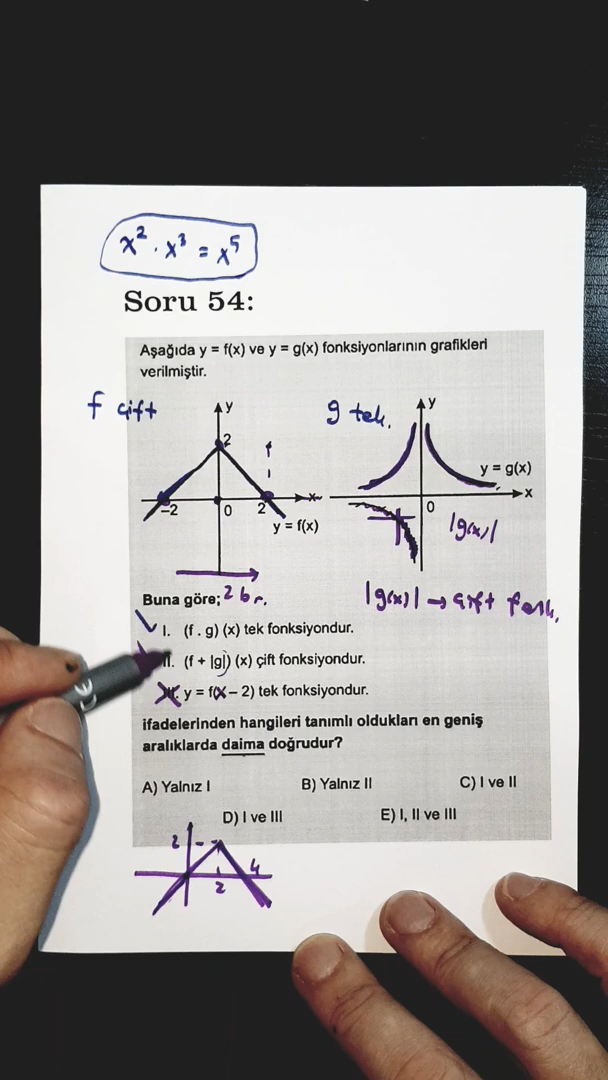 x² . x³ = x⁵
Soru 54:
Aşağıda y = f(x) ve y = g(x) fonksiyonlarının grafikleri
verilmiştir.
f çift
g tek.
y
2
-2
0
2
x
y = f(x)
y
y = g(x)
x
0
|g(x)|
2 br.
|g(x)| → çift fonk.
Buna göre;
I. (f . g) (x) tek fonksiyondur.
II. (f + |g|) (x) çift fonksiyondur.
y = f(x – 2) tek fonksiyondur.
ifadelerinden hangileri tanımlı oldukları en geniş
aralıklarda daima doğrudur?
A) Yalnız I B) Yalnız II C) I ve II
D) I ve III E) I, II ve III
2
2
4